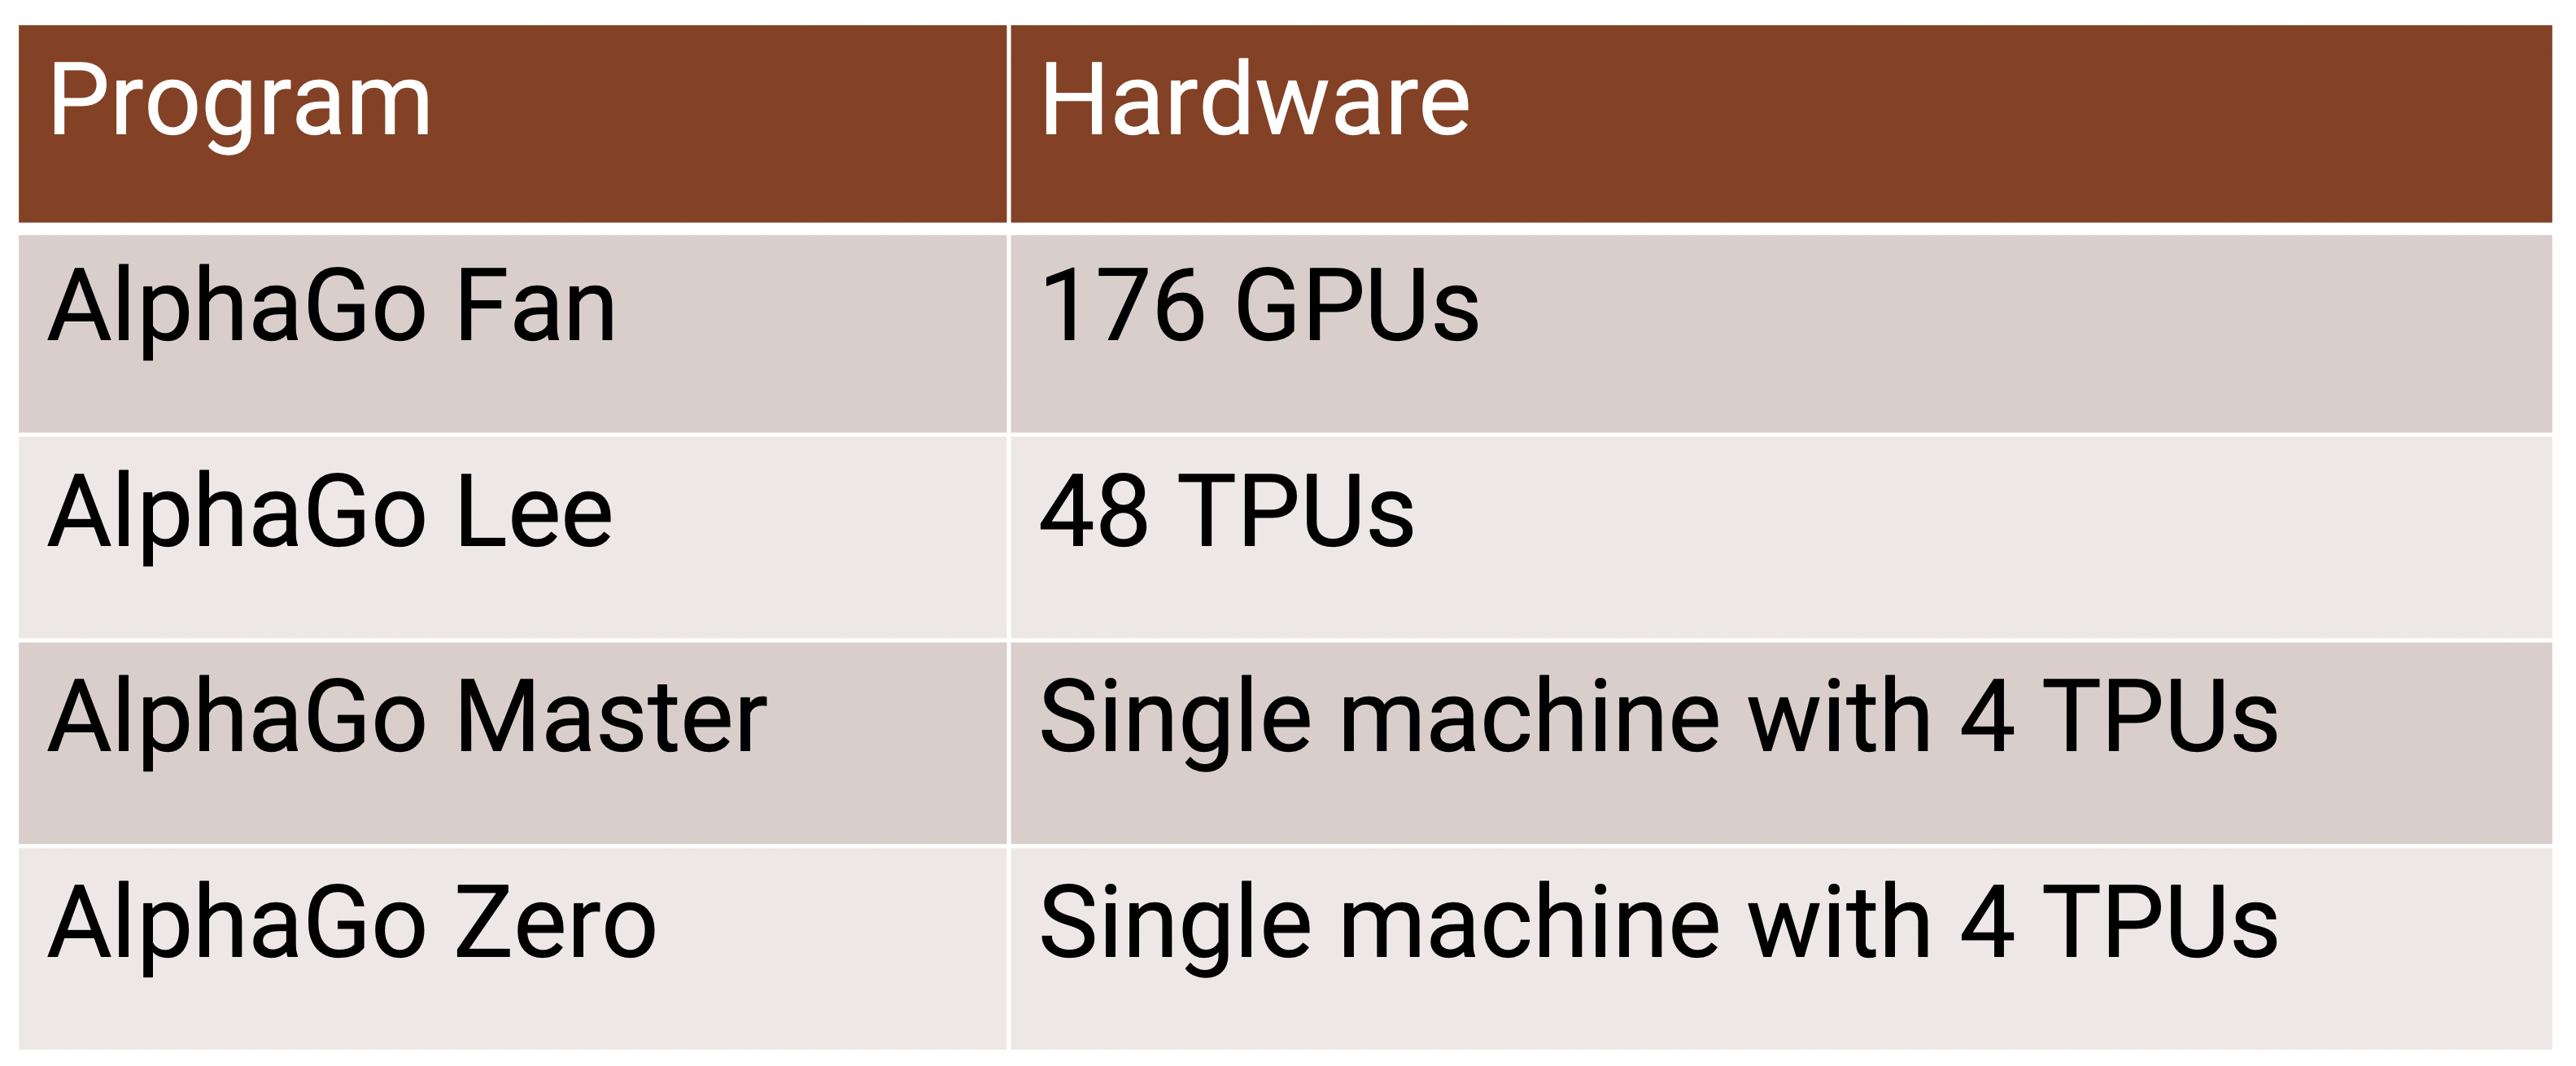 Program Hardware
AlphaGo Fan 176 GPUs
AlphaGo Lee 48 TPUs
AlphaGo Master Single machine with 4 TPUs
AlphaGo Zero Single machine with 4 TPUs